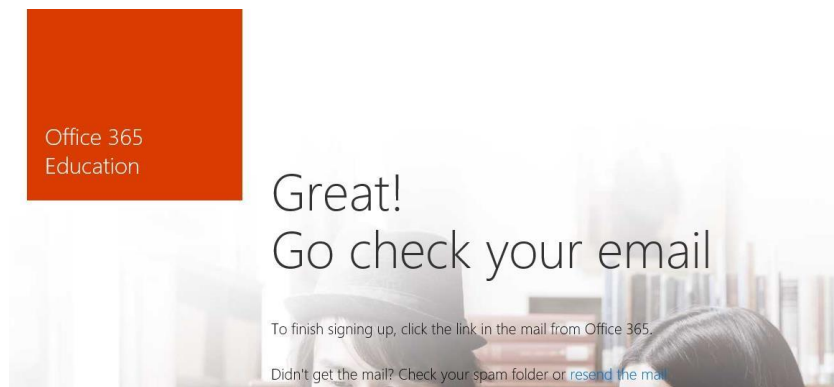 Office 365
Education
Great!
Go check your email
To finish signing up, click the link in the mail from Office 365.
Didn't get the mail? Check your spam folder or resend the mail.